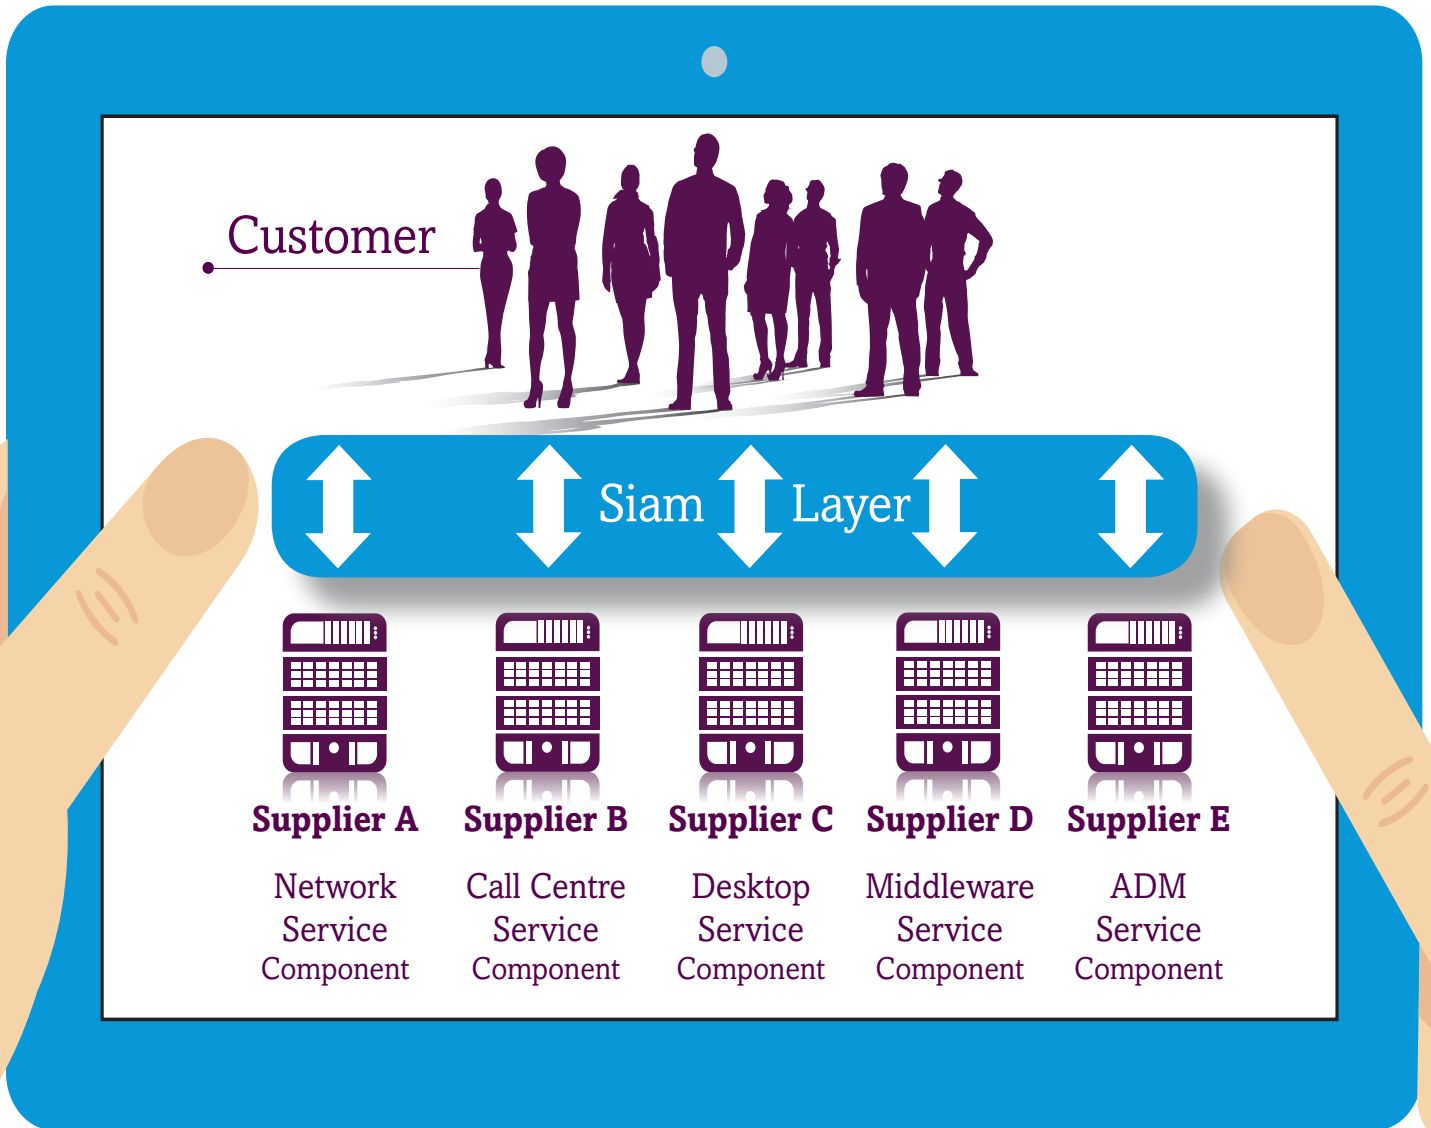 Customer
Siam Layer
Supplier A Supplier B Supplier C Supplier D Supplier E
Network Call Centre Desktop Middleware ADM
Service Service Service Service Service
Component Component Component Component Component